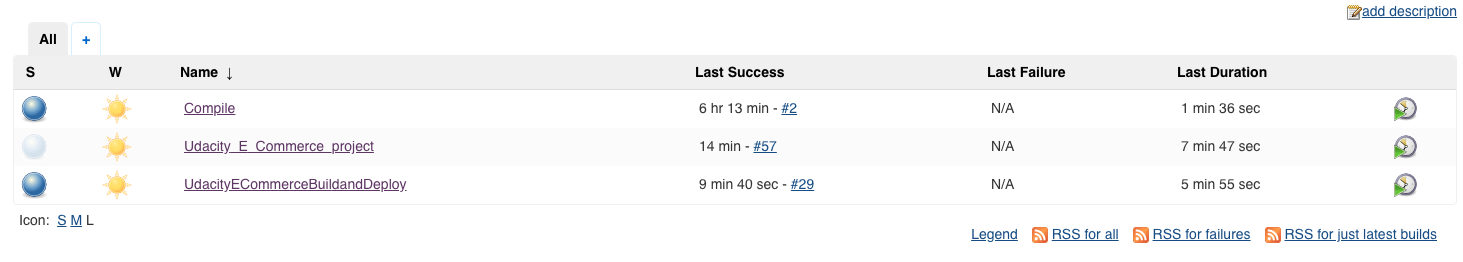 add description
All +
S W Name ↓ Last Success Last Failure Last Duration
Compile 6 hr 13 min - #2 N/A 1 min 36 sec
Udacity_E_Commerce_project 14 min - #57 N/A 7 min 47 sec
UdacityECommerceBuildandDeploy 9 min 40 sec - #29 N/A 5 min 55 sec
Icon: S M L
Legend RSS for all RSS for failures RSS for just latest builds